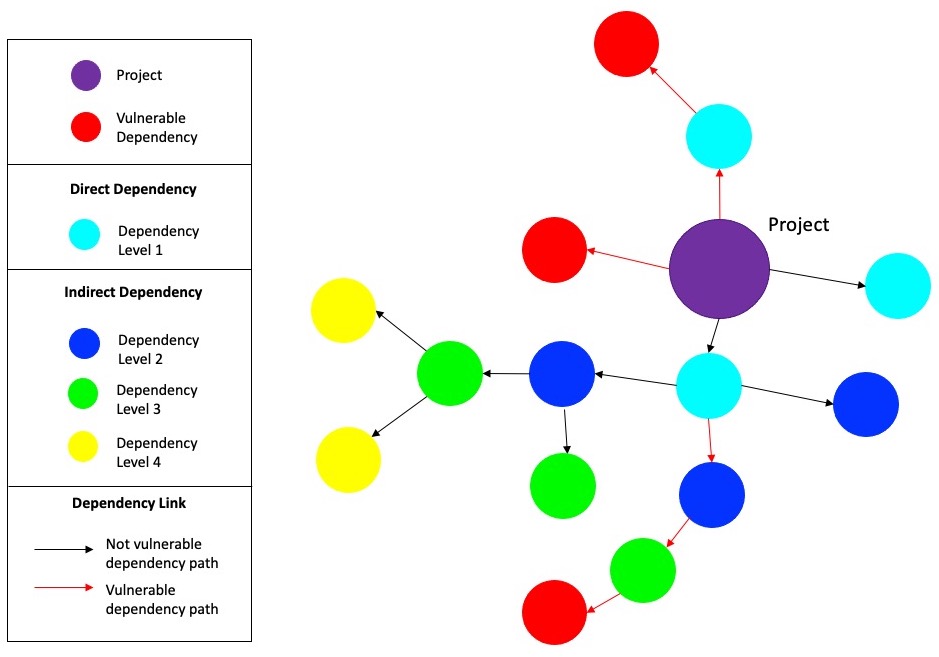 Project
Vulnerable
Dependency
Direct Dependency
Dependency
Level 1
Indirect Dependency
Dependency
Level 2
Dependency
Level 3
Dependency
Level 4
Dependency Link
Not vulnerable
dependency path
Vulnerable
dependency path
Project